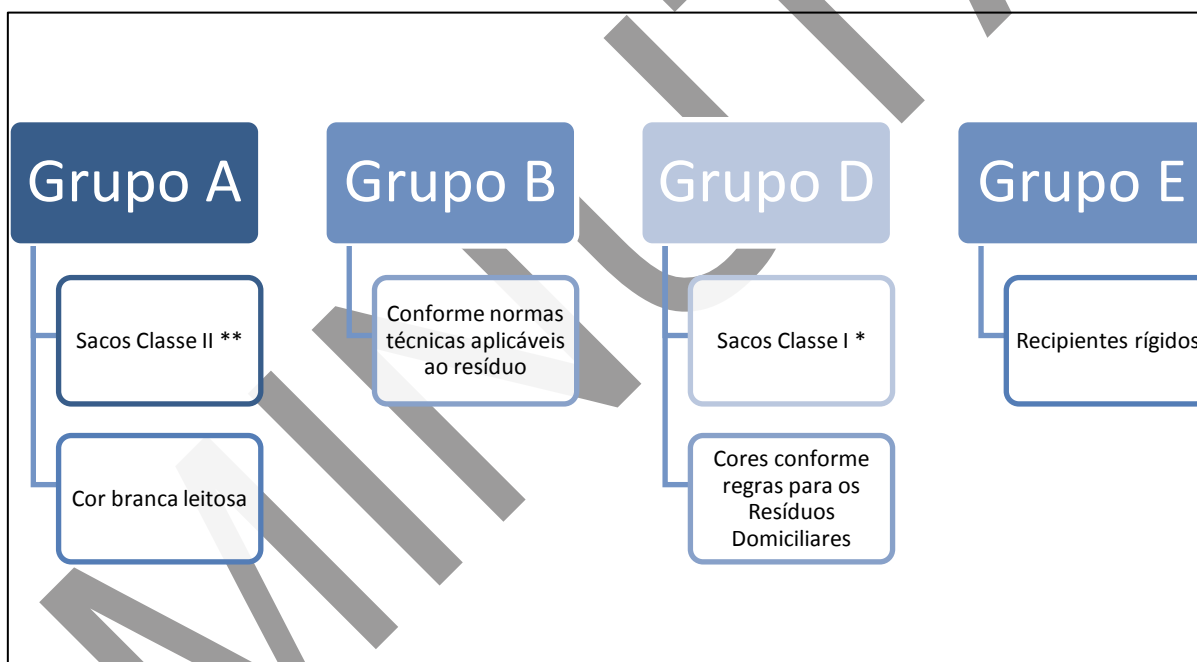 Grupo A
Grupo B
Grupo D
Grupo E
Sacos Classe II **
Conforme normas
técnicas aplicáveis
ao resíduo
Sacos Classe I *
Recipientes rígidos
Cor branca leitosa
Cores conforme
regras para os
Resíduos
Domiciliares